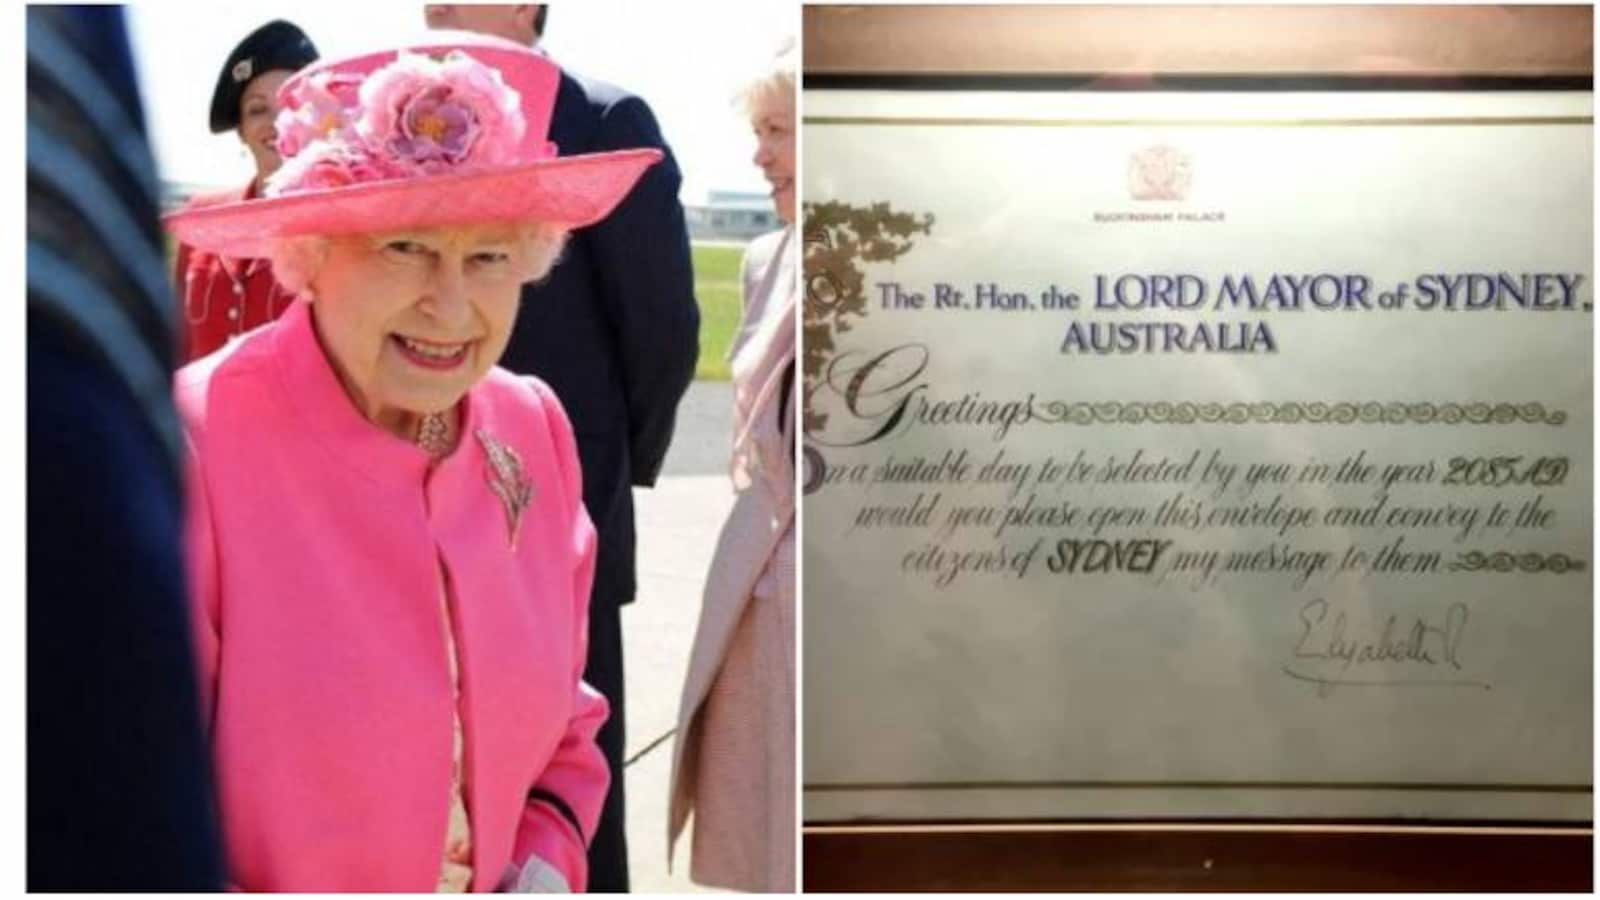 BUCKINGHAM PALACE
The Rt. Hon. the LORD MAYOR of SYDNEY,
AUSTRALIA
Greetings
On a suitable day to be selected by you in the year 2085 A.D
would you please open this envelope and convey to the
citizens of SYDNEY my message to them
Elizabeth R